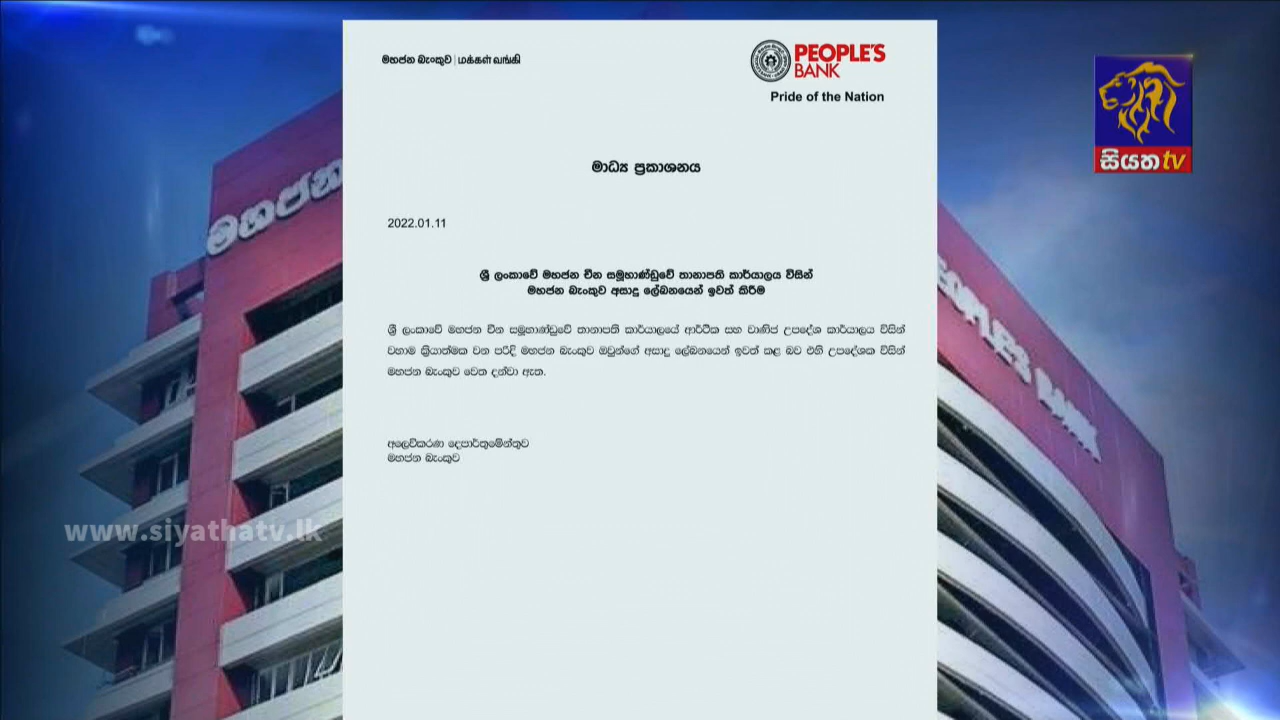 මහජන බැංකුව | மக்கள் வங்கி
PEOPLE'S
BANK
Pride of the Nation
සියත tv
මාධ්‍ය ප්‍රකාශනය
මහජන
2022.01.11
ශ්‍රී ලංකාවේ මහජන චීන සමූහාණ්ඩුවේ තානාපති කාර්යාලය විසින්
මහජන බැංකුව අසාදු ලේඛනයෙන් ඉවත් කිරීම
ශ්‍රී ලංකාවේ මහජන චීන සමූහාණ්ඩුවේ තානාපති කාර්යාලයේ ආර්ථික සහ වාණිජ උපදේශ කාර්යාලය විසින්
වහාම ක්‍රියාත්මක වන පරිදි මහජන බැංකුව ඔවුන්ගේ අසාදු ලේඛනයෙන් ඉවත් කළ බව එහි උපදේශක විසින්
මහජන බැංකුව වෙත දන්වා ඇත.
BANK
අලෙවිකරණ දෙපාර්තුමේන්තුව
මහජන බැංකුව
www.siyathatv.lk